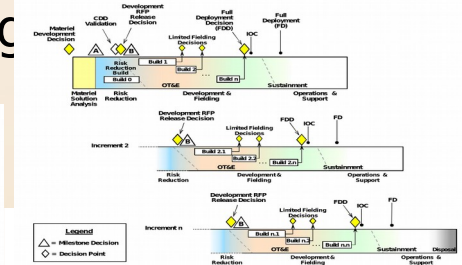 g
Materiel
Development
Decision
CDD
Validation
Development
RFP
Release
Decision
Full
Deployment
Decision
(FDD)
Full
Deployment
(FD)
Limited Fielding
Decisions
IOC
A
B
Build 1
Build 2
...
Build n
Risk
Reduction
Build
Build 0
OT&E
Sustainment
Materiel
Solution
Analysis
Risk
Reduction
Development &
Fielding
Operations &
Support
Increment 2
Development RFP
Release Decision
B
Limited Fielding
Decisions
FDD
IOC
FD
Build 2.1
Build 2.2
...
Build 2.n
OT&E
Sustainment
Risk
Reduction
Development &
Fielding
Operations &
Support
Increment n
Development RFP
Release Decision
B
Limited Fielding
Decisions
FDD
IOC
FD
Build n.1
Build n.2
...
Build n.n
OT&E
Sustainment
Disposal
Risk
Reduction
Development &
Fielding
Operations &
Support
Legend
= Milestone Decision
= Decision Point